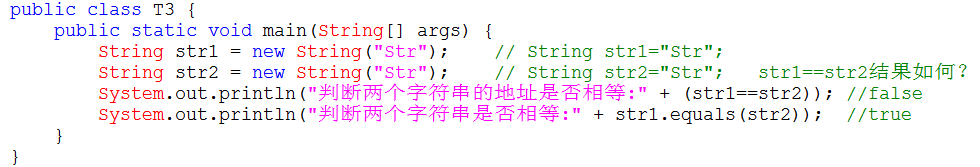 public class T3 {
    public static void main(String[] args) {
        String str1 = new String("Str");    // String str1="Str";
        String str2 = new String("Str");    // String str2="Str";   str1==str2结果如何？
        System.out.println("判断两个字符串的地址是否相等:" + (str1==str2)); //false
        System.out.println("判断两个字符串是否相等:" + str1.equals(str2));  //true
    }
}